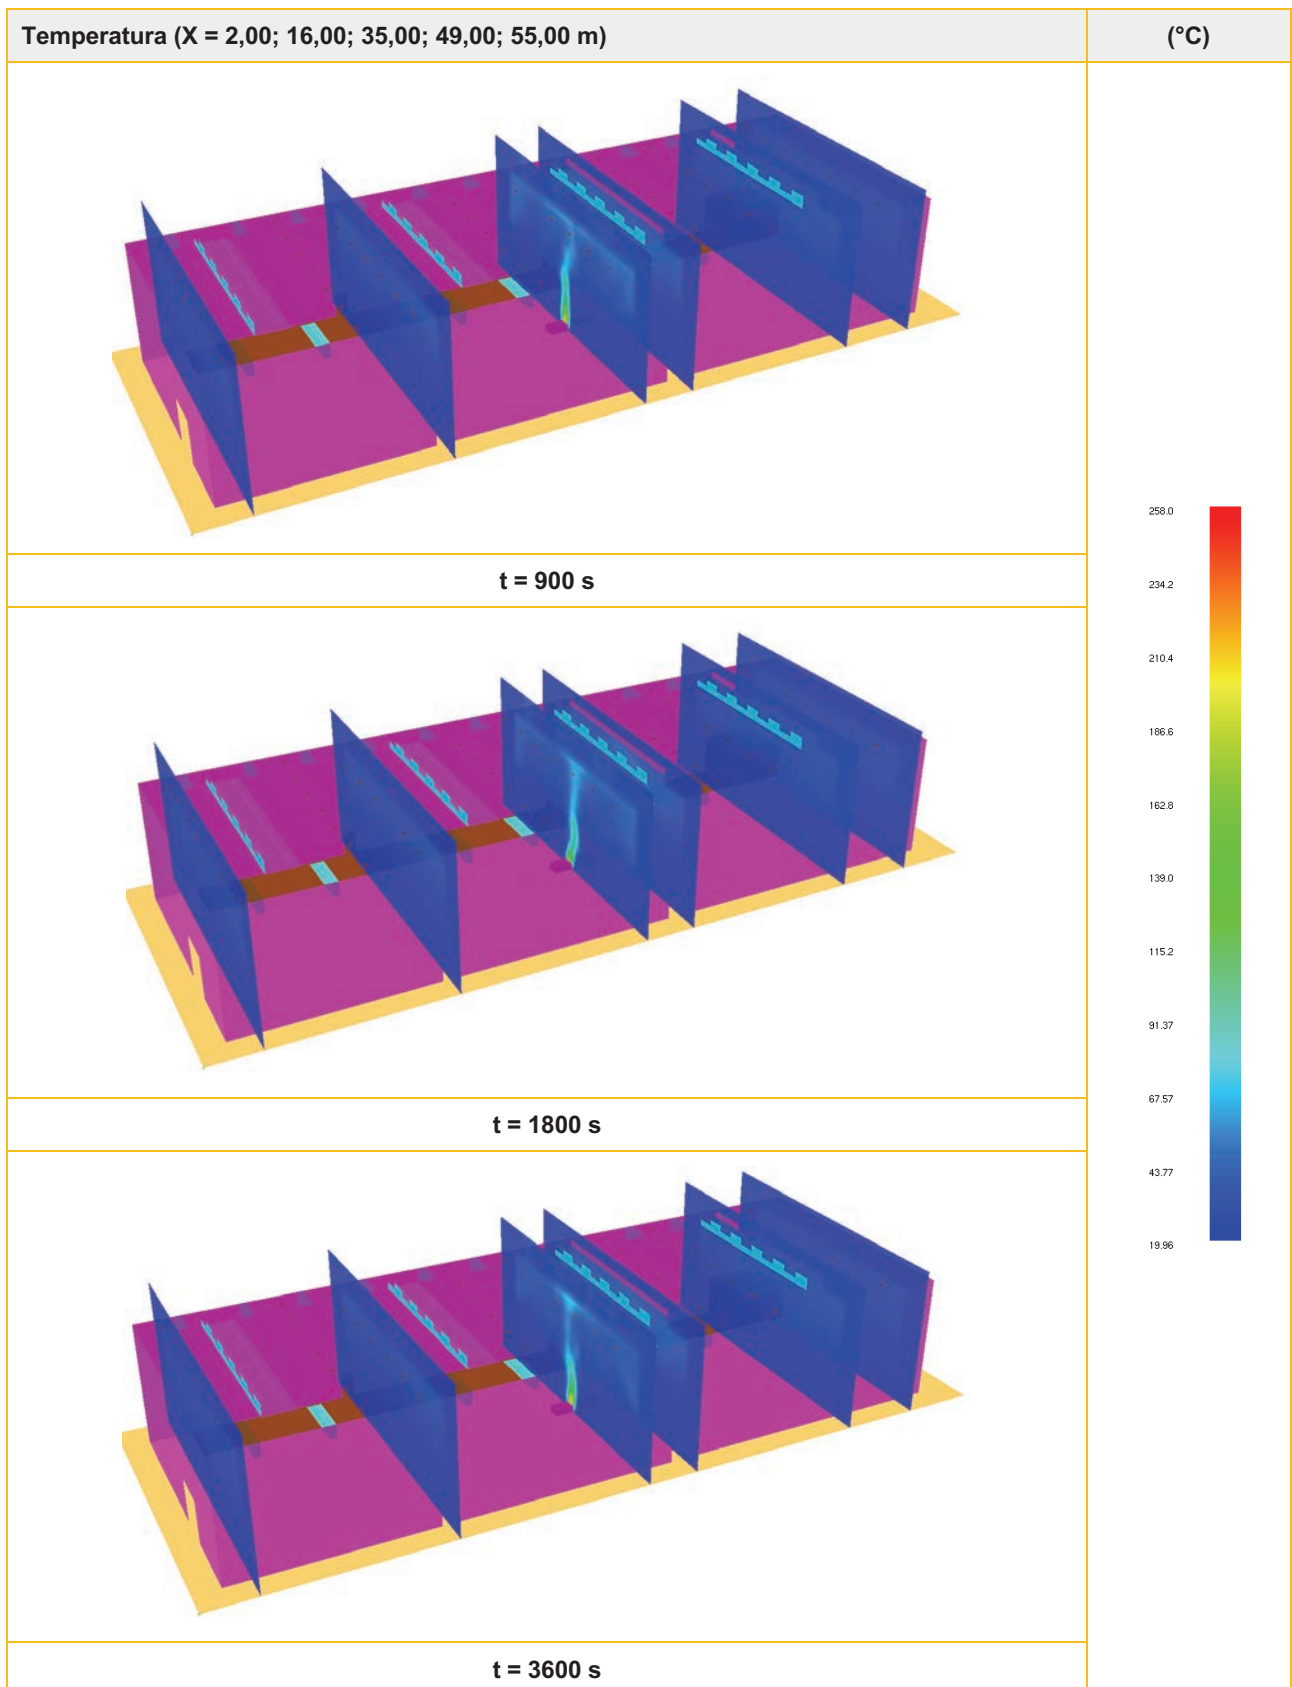 Temperatura (X = 2,00; 16,00; 35,00; 49,00; 55,00 m)
(°C)
t = 900 s
258.0
234.2
210.4
186.6
162.8
139.0
115.2
91.37
67.57
43.77
19.96
t = 1800 s
t = 3600 s